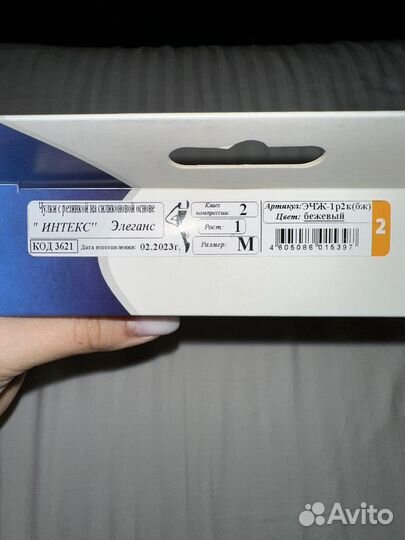 Чулки с резинкой на силиконовой основе
" ИНТЕКС" Элеганс
КОД 3621 Дата изготовления: 02.2023г.
Класс компрессии: 2
Рост: 1
Размер: M
Артикул: ЭЧЖ-1р2к(бж)
Цвет: бежевый
4 605086 015397
2
Avito